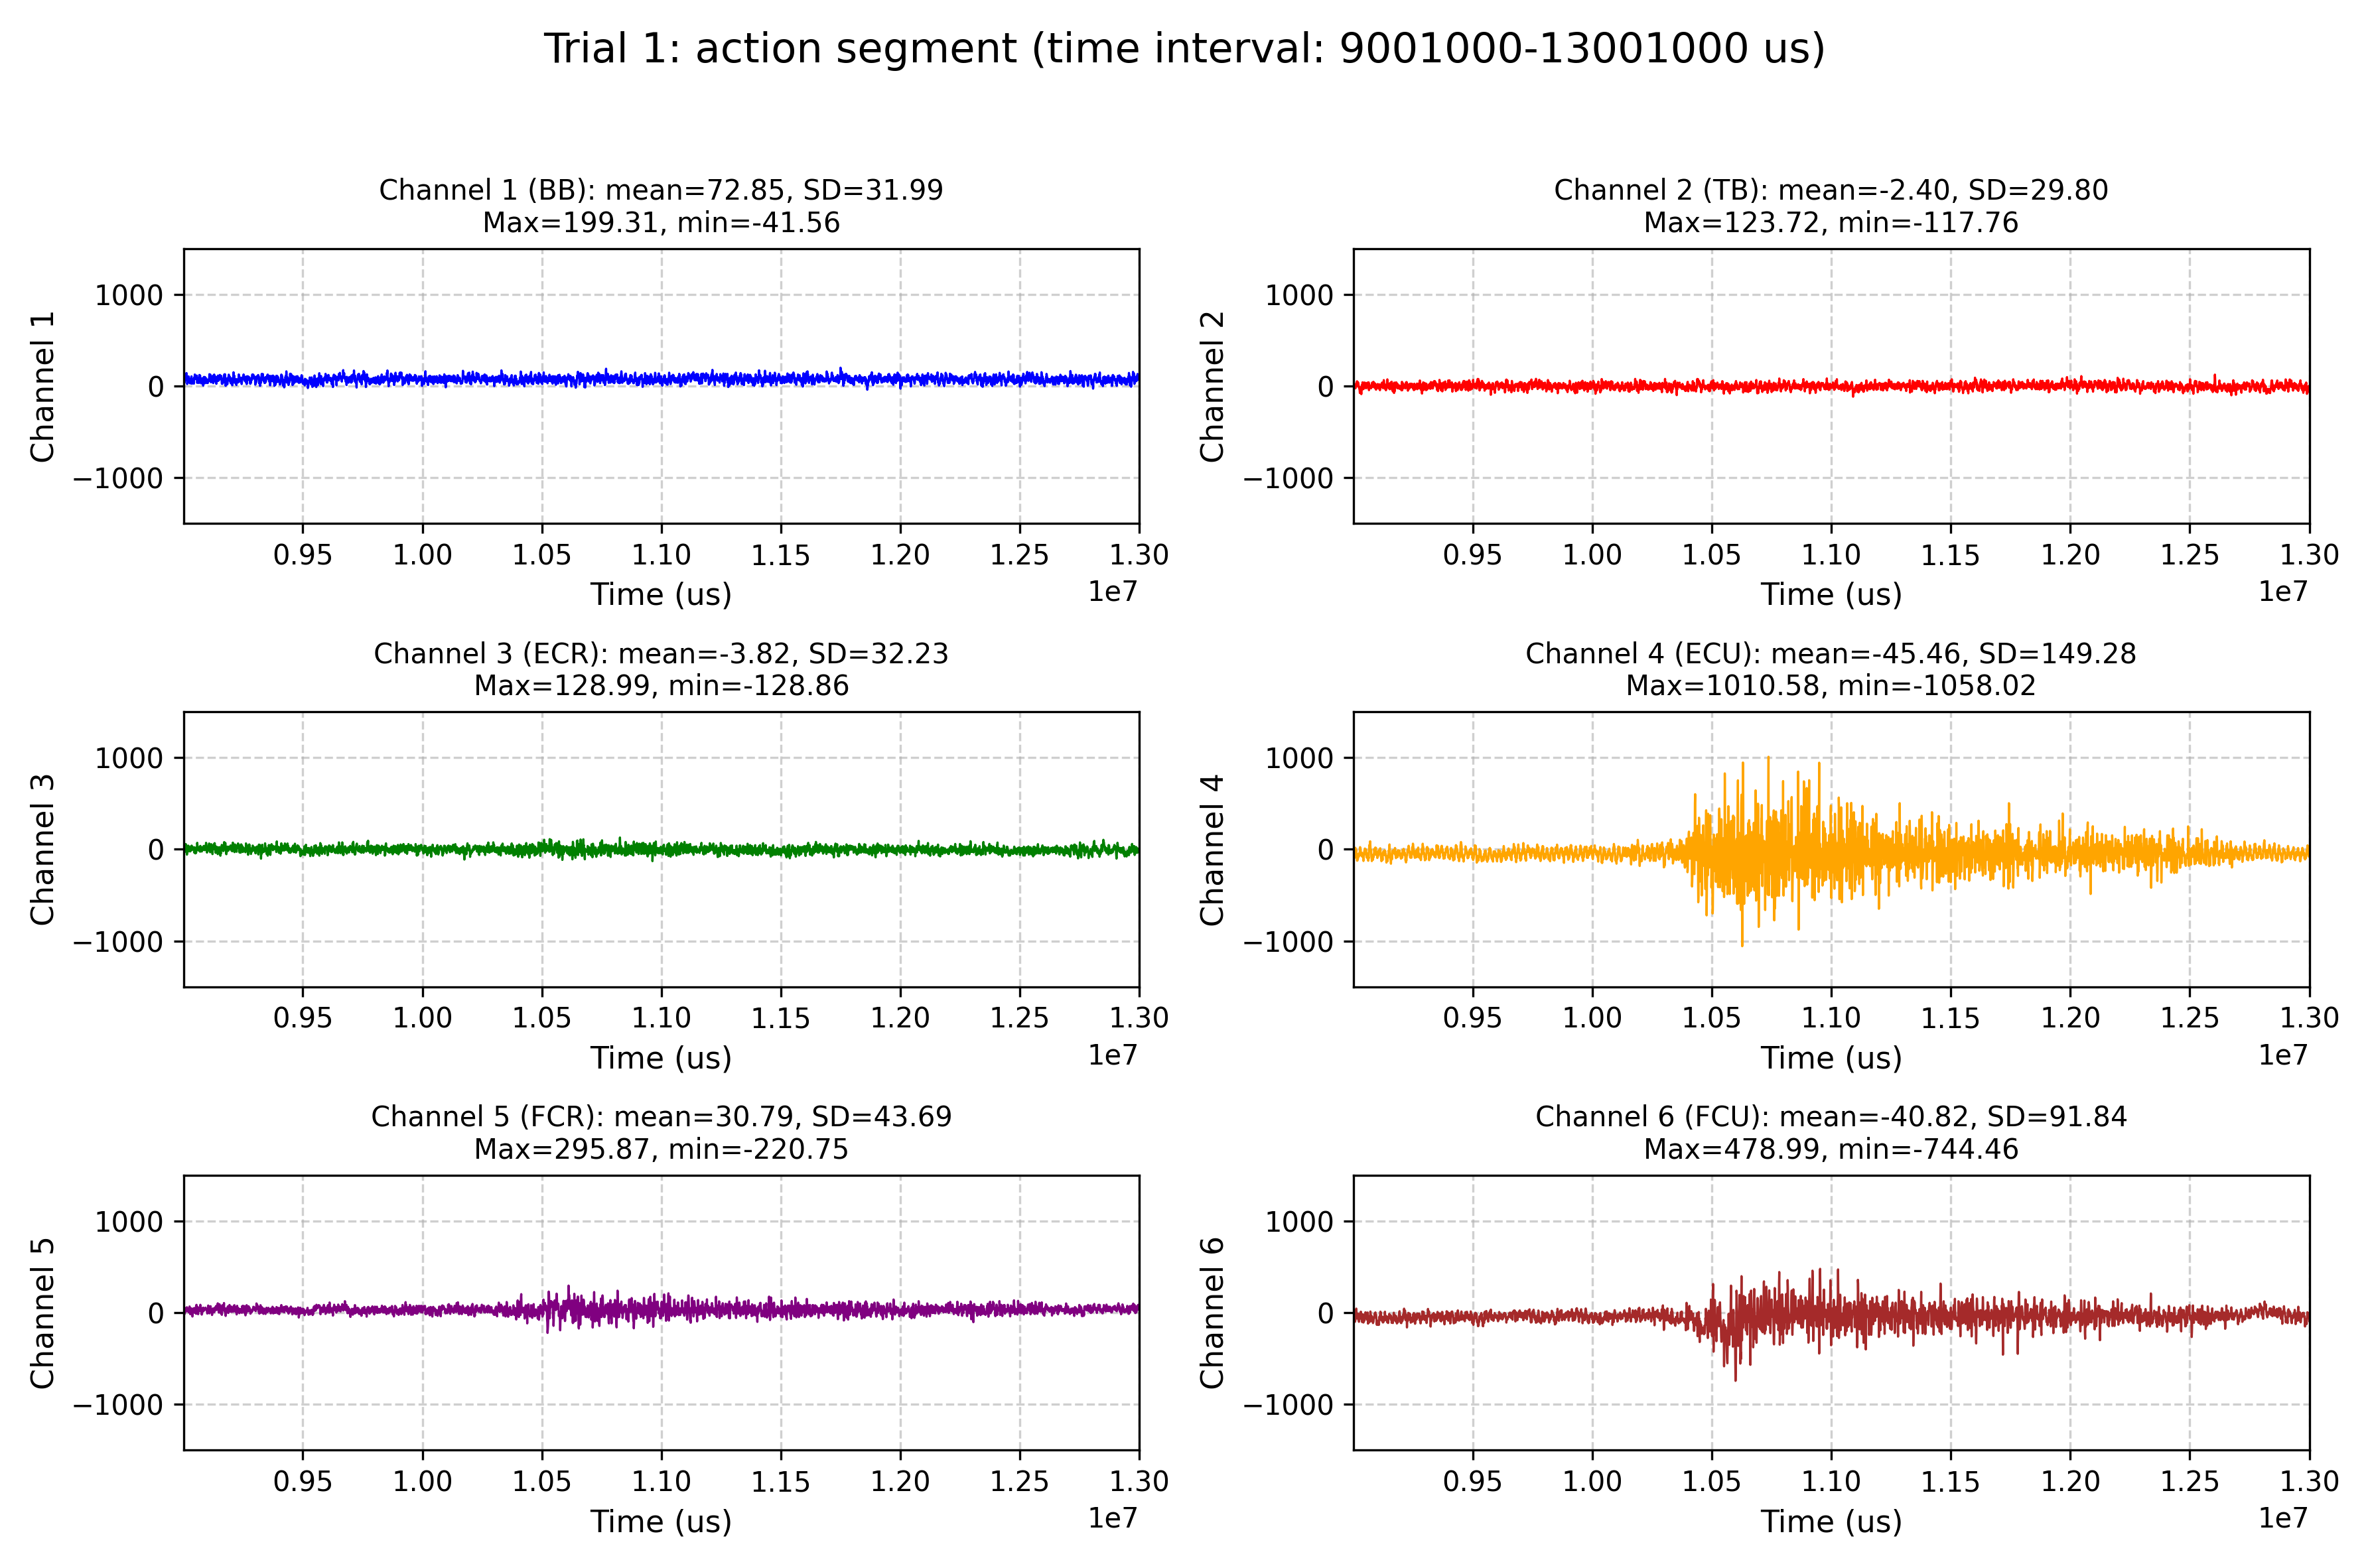 Trial 1: action segment (time interval: 9001000-13001000 us)
Channel 1 (BB): mean=72.85, SD=31.99
Max=199.31, min=-41.56
1000
0
−1000
Channel 1
0.95 1.00 1.05 1.10 1.15 1.20 1.25 1.30
Time (us)
1e7
Channel 2 (TB): mean=-2.40, SD=29.80
Max=123.72, min=-117.76
1000
0
−1000
Channel 2
0.95 1.00 1.05 1.10 1.15 1.20 1.25 1.30
Time (us)
1e7
Channel 3 (ECR): mean=-3.82, SD=32.23
Max=128.99, min=-128.86
1000
0
−1000
Channel 3
0.95 1.00 1.05 1.10 1.15 1.20 1.25 1.30
Time (us)
1e7
Channel 4 (ECU): mean=-45.46, SD=149.28
Max=1010.58, min=-1058.02
1000
0
−1000
Channel 4
0.95 1.00 1.05 1.10 1.15 1.20 1.25 1.30
Time (us)
1e7
Channel 5 (FCR): mean=30.79, SD=43.69
Max=295.87, min=-220.75
1000
0
−1000
Channel 5
0.95 1.00 1.05 1.10 1.15 1.20 1.25 1.30
Time (us)
1e7
Channel 6 (FCU): mean=-40.82, SD=91.84
Max=478.99, min=-744.46
1000
0
−1000
Channel 6
0.95 1.00 1.05 1.10 1.15 1.20 1.25 1.30
Time (us)
1e7